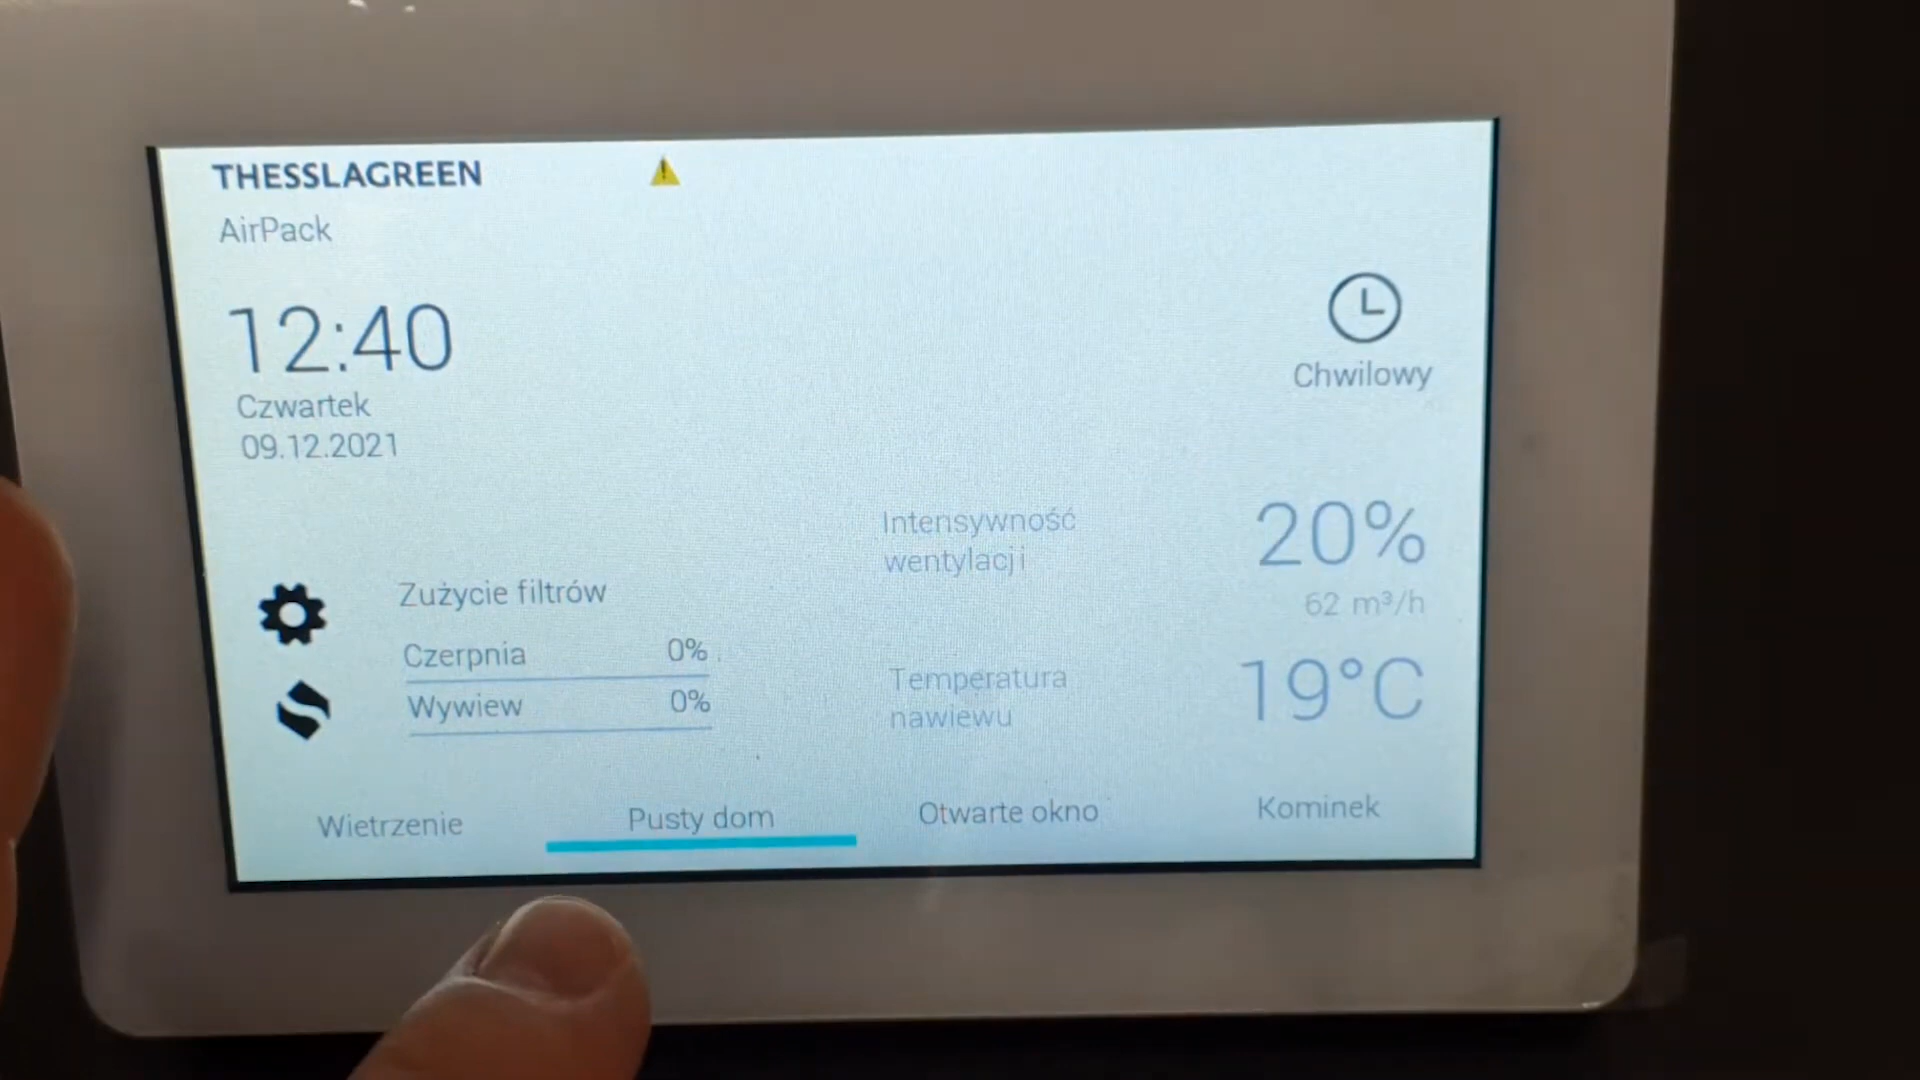 THESSLAGREEN
AirPack
12:40
Czwartek
09.12.2021
Chwilowy
Intensywność
wentylacji
20%
62 m³/h
Zużycie filtrów
Czerpnia 0%
Wywiew 0%
Temperatura
nawiewu
19°C
Wietrzenie
Pusty dom
Otwarte okno
Kominek